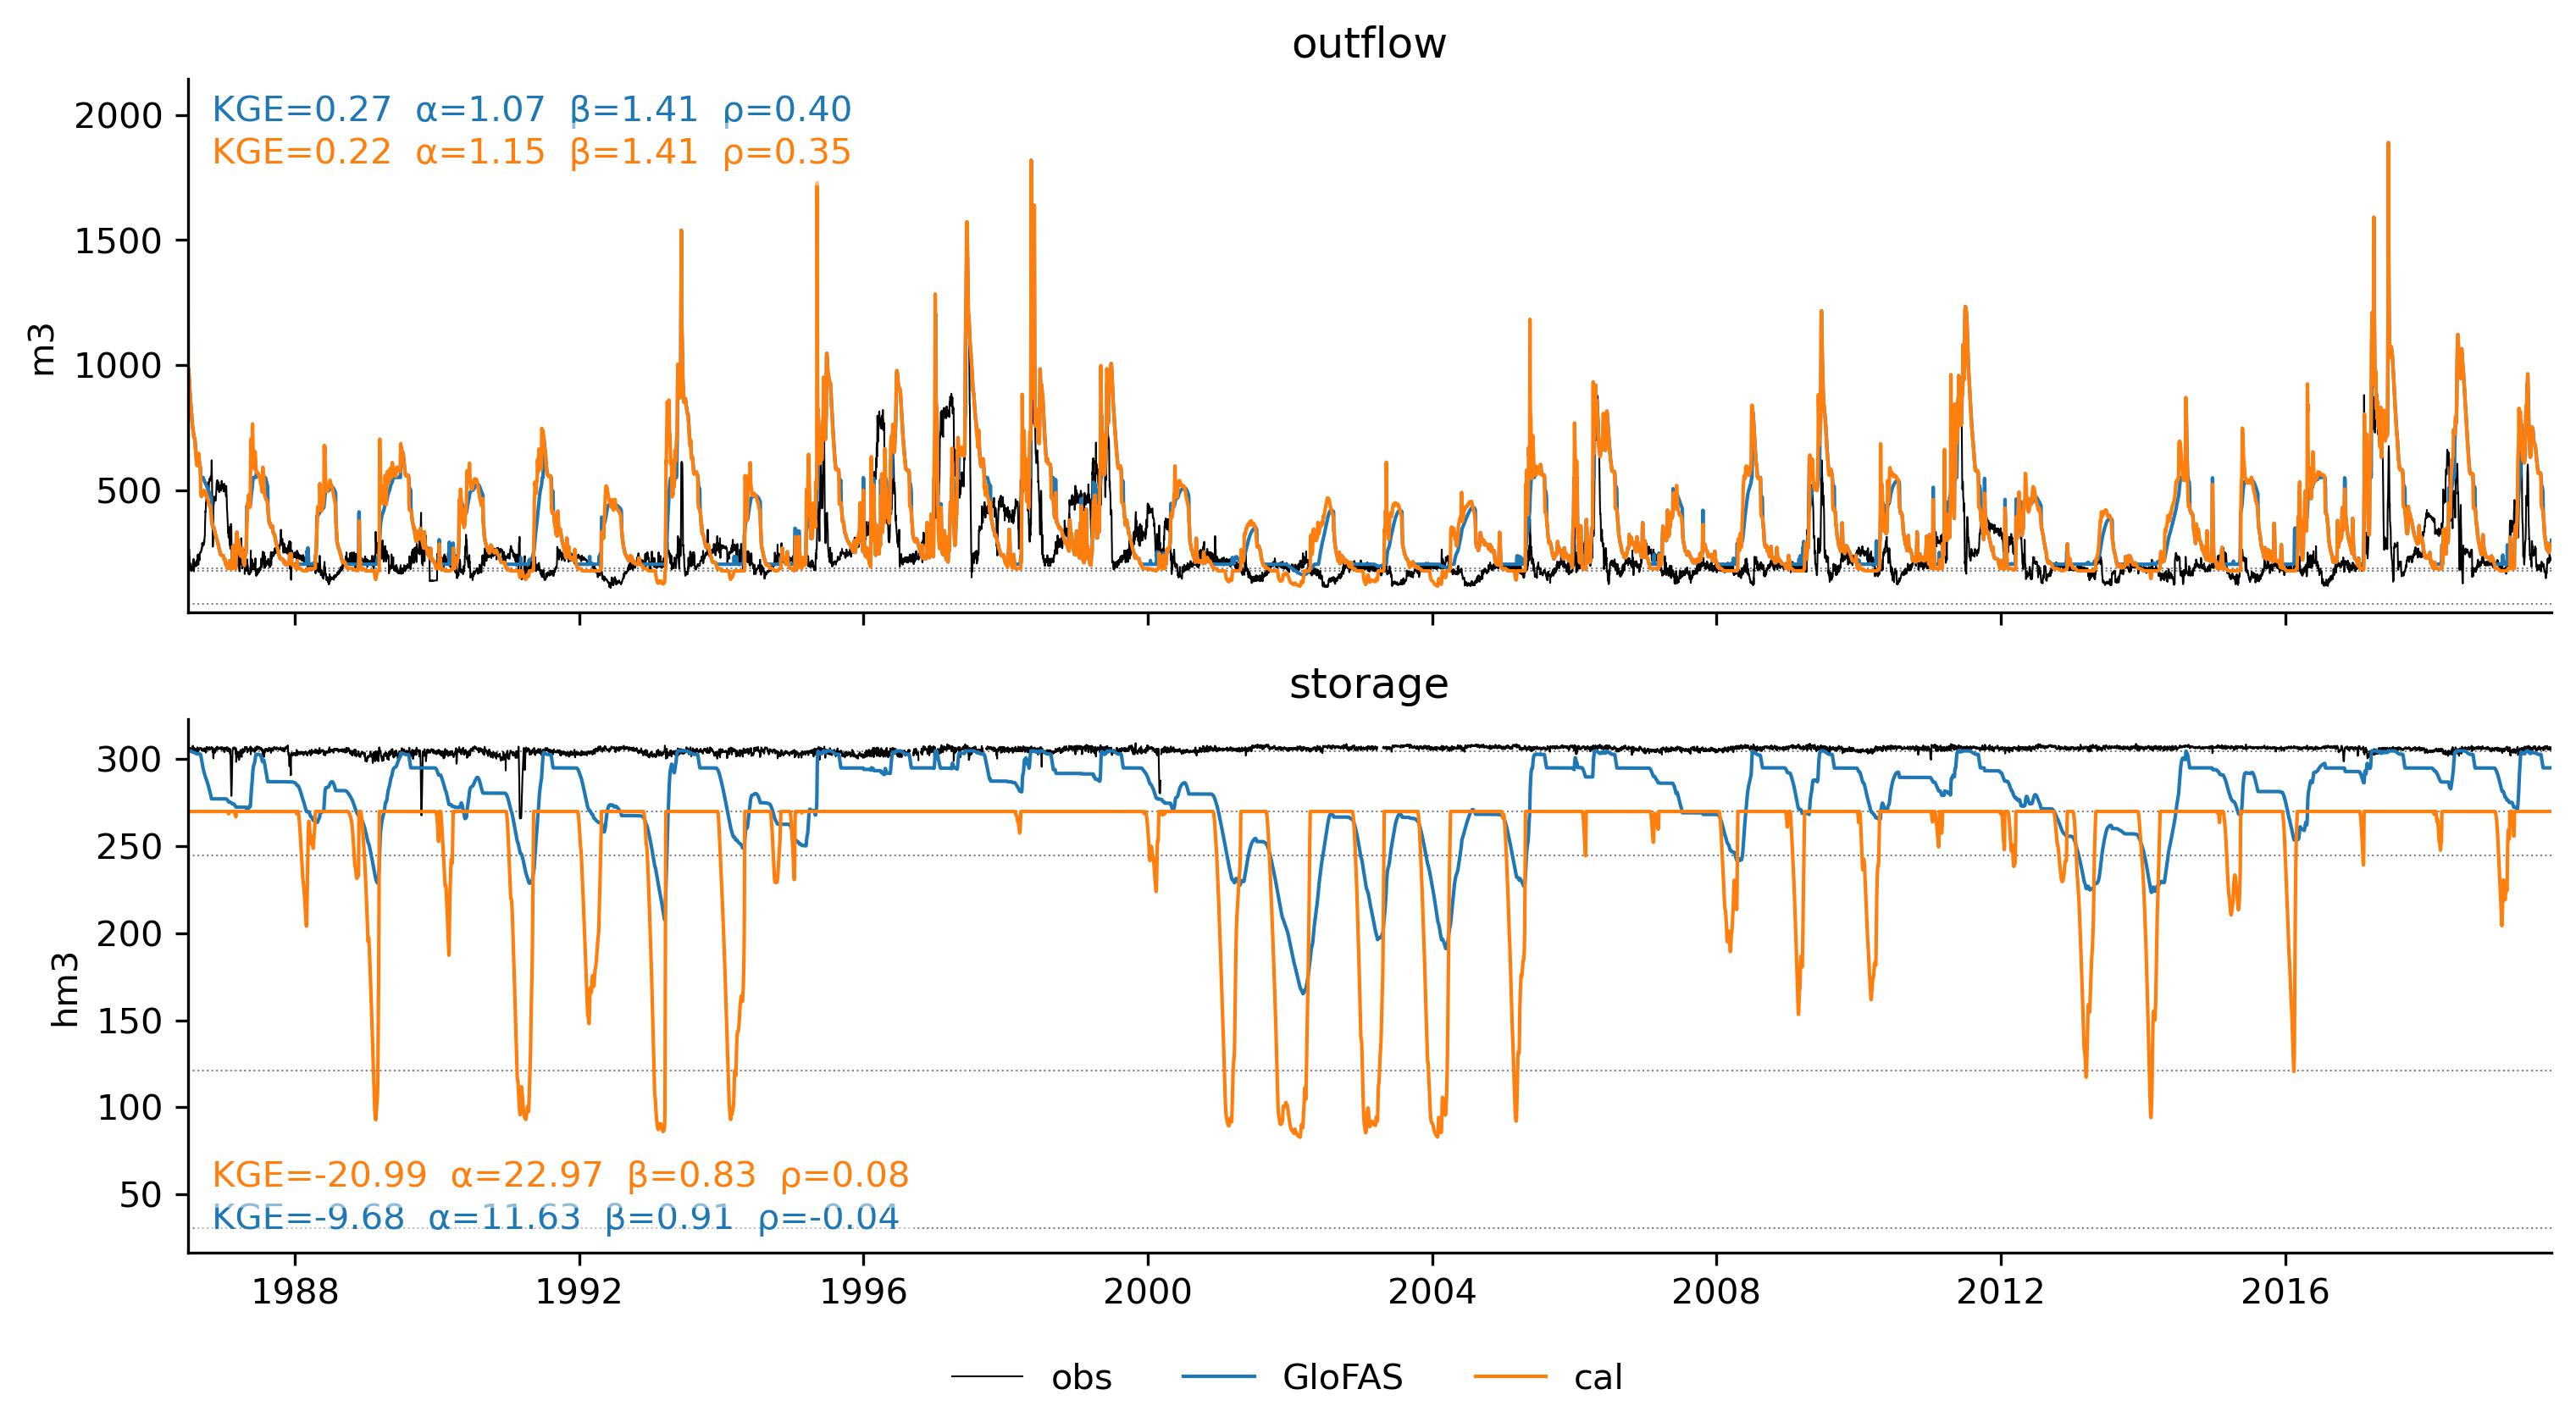 outflow
KGE=0.27 α=1.07 β=1.41 ρ=0.40
KGE=0.22 α=1.15 β=1.41 ρ=0.35
2000
1500
1000
500
m3
storage
300
250
200
150
100
50
hm3
KGE=-20.99 α=22.97 β=0.83 ρ=0.08
KGE=-9.68 α=11.63 β=0.91 ρ=-0.04
1988 1992 1996 2000 2004 2008 2012 2016
obs GloFAS cal